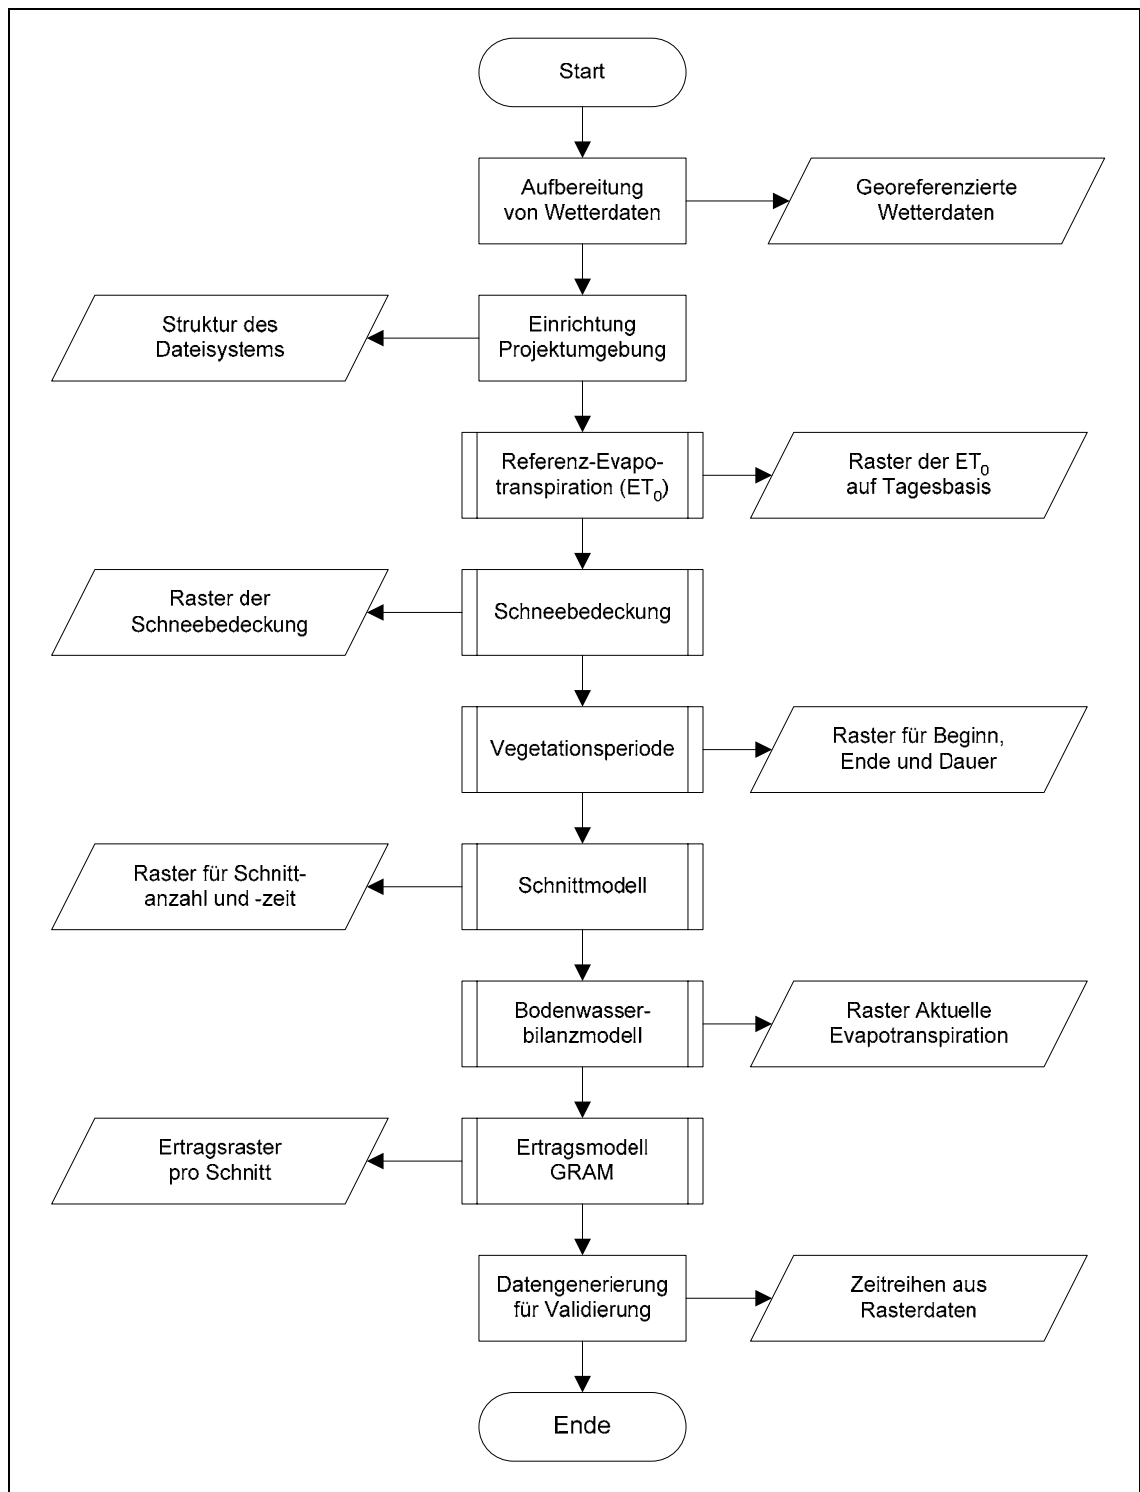 Start
Aufbereitung
von Wetterdaten
Georeferenzierte
Wetterdaten
Struktur des
Dateisystems
Einrichtung
Projektumgebung
Referenz-Evapo-
transpiration (ET₀)
Raster der ET₀
auf Tagesbasis
Raster der
Schneebedeckung
Schneebedeckung
Vegetationsperiode
Raster für Beginn,
Ende und Dauer
Raster für Schnitt-
anzahl und -zeit
Schnittmodell
Bodenwasser-
bilanzmodell
Raster Aktuelle
Evapotranspiration
Ertragsraster
pro Schnitt
Ertragsmodell
GRAM
Datengenerierung
für Validierung
Zeitreihen aus
Rasterdaten
Ende